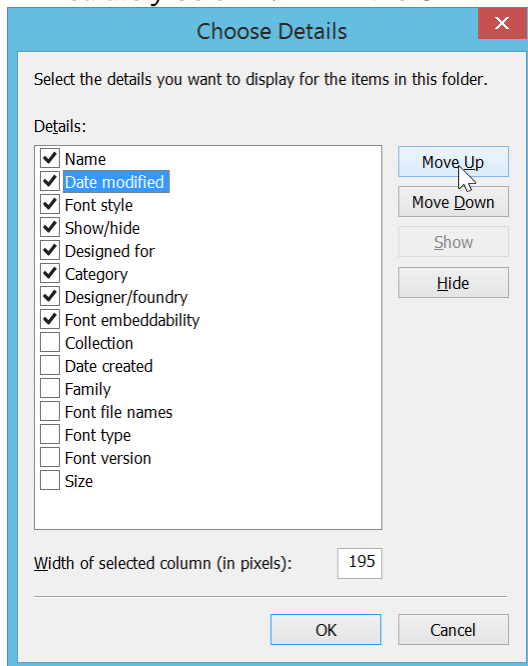 Choose Details
Select the details you want to display for the items in this folder.
Details:
Name
Date modified
Font style
Show/hide
Designed for
Category
Designer/foundry
Font embeddability
Collection
Date created
Family
Font file names
Font type
Font version
Size
Move Up
Move Down
Show
Hide
Width of selected column (in pixels): 195
OK Cancel